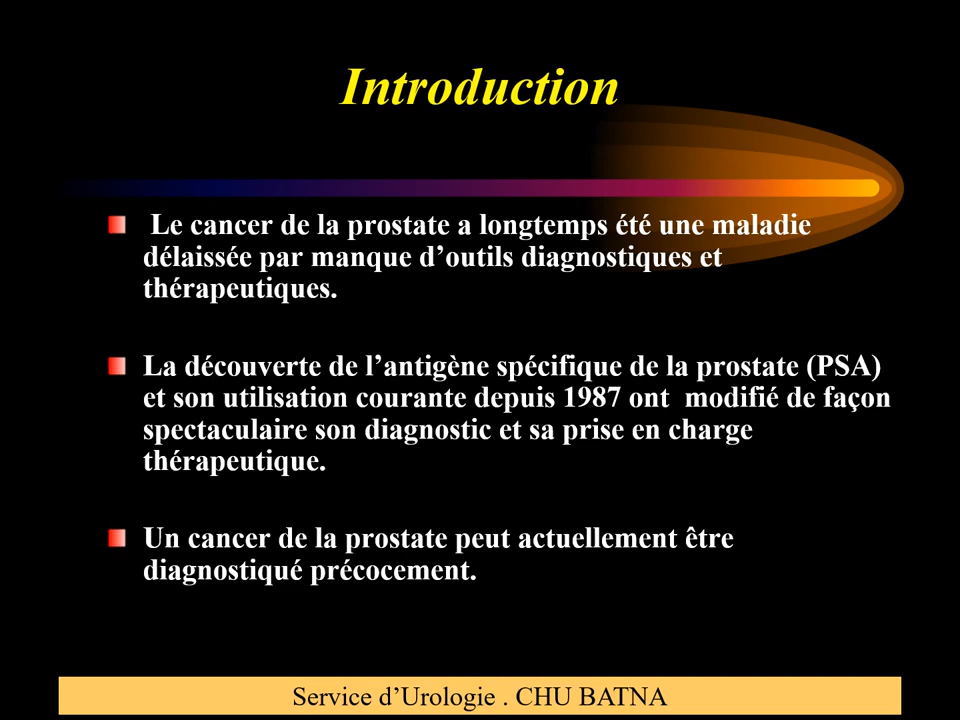 Introduction
Le cancer de la prostate a longtemps été une maladie
délaissée par manque d’outils diagnostiques et
thérapeutiques.
La découverte de l’antigène spécifique de la prostate (PSA)
et son utilisation courante depuis 1987 ont  modifié de façon
spectaculaire son diagnostic et sa prise en charge
thérapeutique.
Un cancer de la prostate peut actuellement être
diagnostiqué précocement.
Service d’Urologie . CHU BATNA